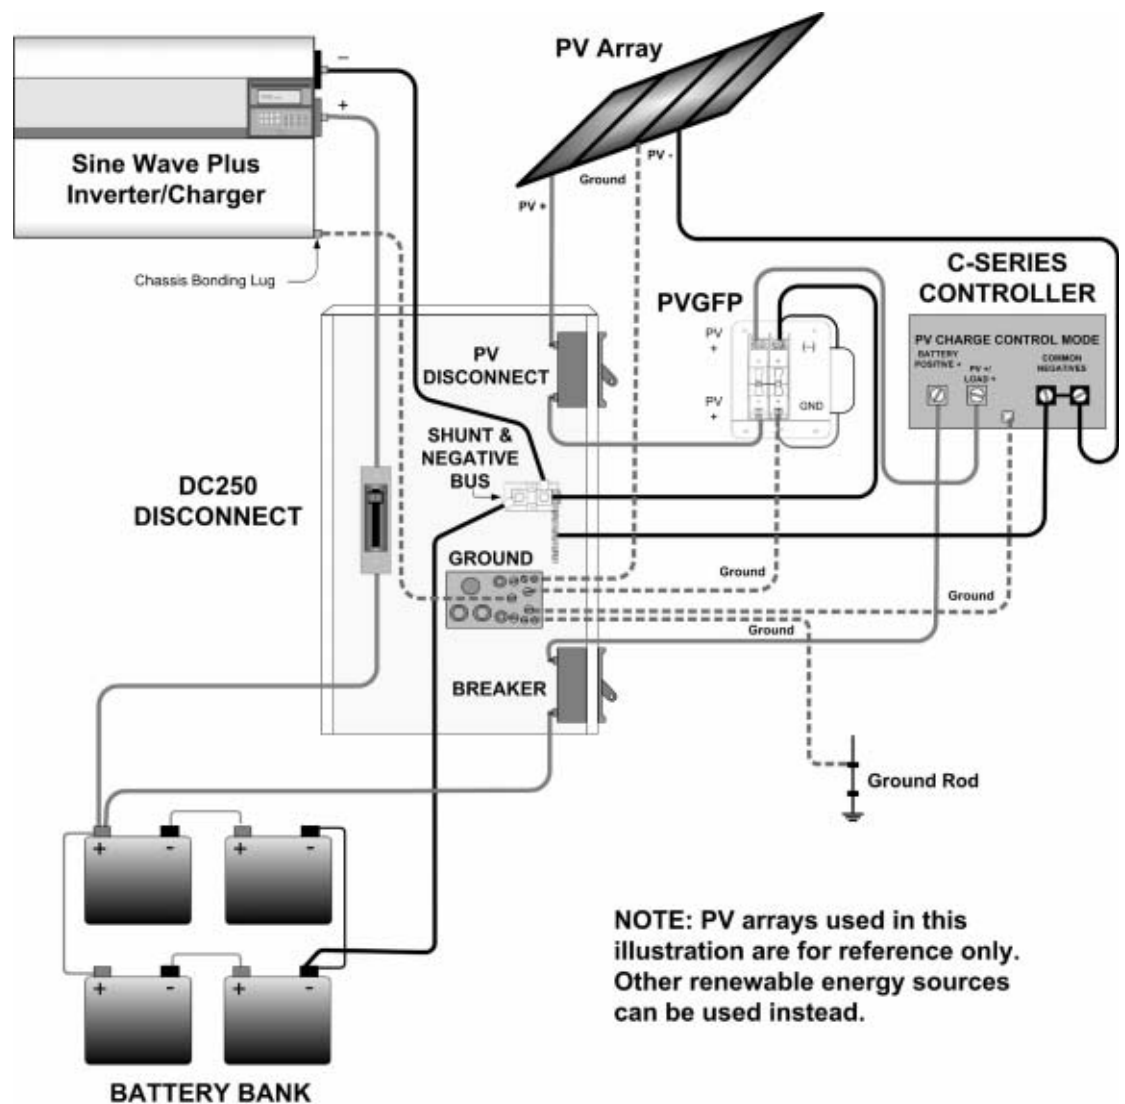 PV Array
−
+
Sine Wave Plus
Inverter/Charger
Chassis Bonding Lug
PV -
Ground
PV +
C-SERIES
CONTROLLER
PVGFP
PV
+
(-)
PV
+
GND
PV CHARGE CONTROL MODE
BATTERY
POSITIVE +
PV +/
LOAD +
COMMON
NEGATIVES
PV
DISCONNECT
SHUNT &
NEGATIVE
BUS
DC250
DISCONNECT
GROUND
Ground
Ground
Ground
BREAKER
Ground Rod
+ -
+ -
+ -
+ -
BATTERY BANK
NOTE: PV arrays used in this
illustration are for reference only.
Other renewable energy sources
can be used instead.